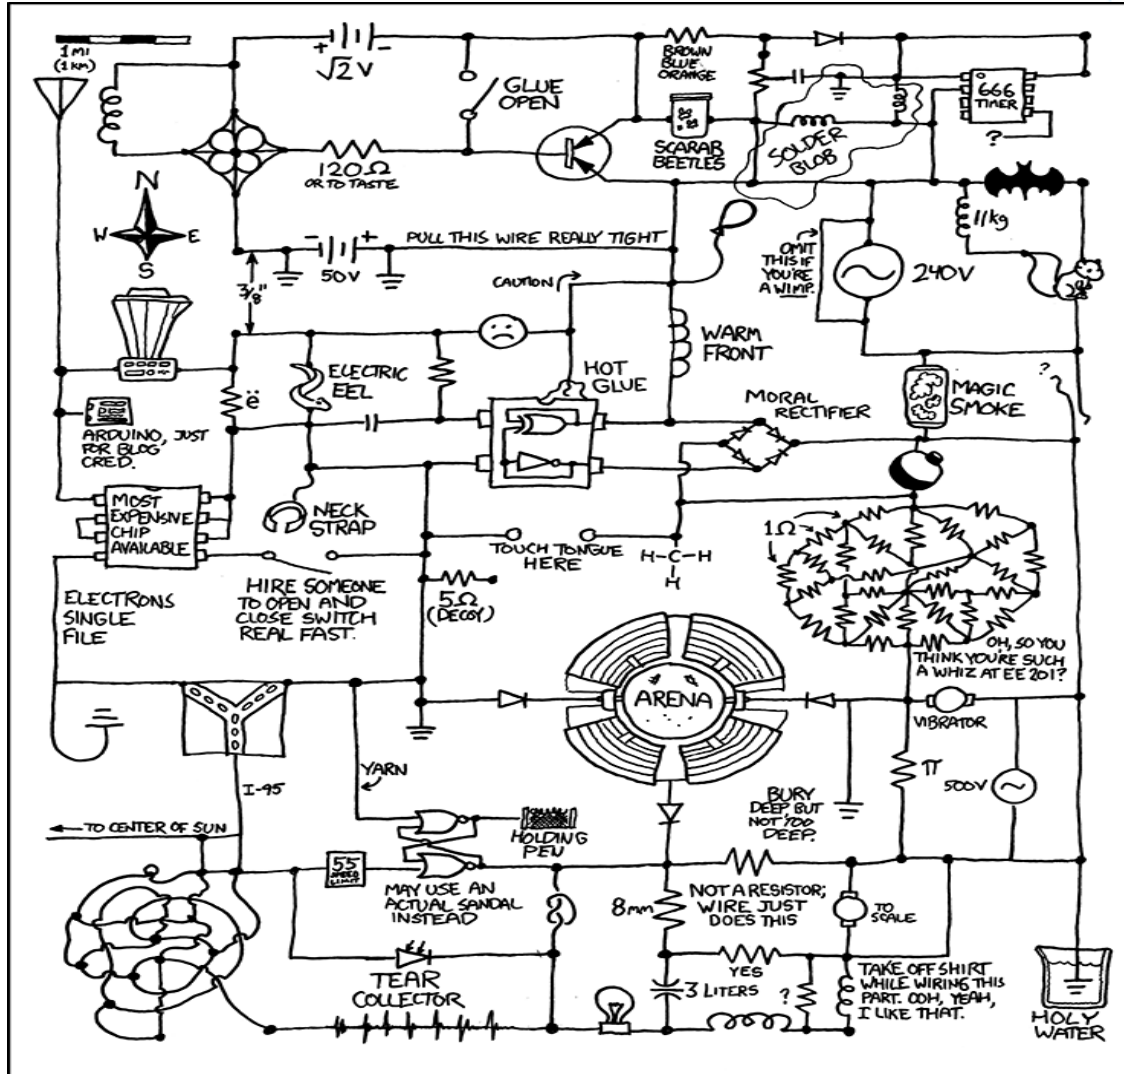 1 MI
(1 KM)
+ -
√2 V
GLUE
OPEN
BROWN
BLUE
ORANGE
666
TIMER
?
SCARAB
BEETLES
SOLDER
BLOB
120Ω
OR TO TASTE
N
W E
S
- +
50V
PULL THIS WIRE REALLY TIGHT
3/8"
CAUTION
OMIT
THIS IF
YOU'RE
A WIMP.
240V
11kg
WARM
FRONT
ELECTRIC
EEL
HOT
GLUE
ë
MORAL
RECTIFIER
MAGIC
SMOKE
?
ARDUINO, JUST
FOR BLOG
CRED.
MOST
EXPENSIVE
CHIP
AVAILABLE
NECK
STRAP
TOUCH TONGUE
HERE
H-C-H
H
1Ω
HIRE SOMEONE
TO OPEN AND
CLOSE SWITCH
REAL FAST.
5Ω
(DECOY)
ELECTRONS
SINGLE
FILE
OH, SO YOU
THINK YOU'RE SUCH
A WHIZ AT EE 201?
ARENA
VIBRATOR
I-95
YARN
π
500V
BURY
DEEP, BUT
NOT TOO
DEEP.
TO CENTER OF SUN
HOLDING
PEN
55
SPEED
LIMIT
MAY USE AN
ACTUAL SANDAL
INSTEAD
8mm
NOT A RESISTOR;
WIRE JUST
DOES THIS
TO
SCALE
TEAR
COLLECTOR
YES
3 LITERS
?
TAKE OFF SHIRT
WHILE WIRING THIS
PART. OOH, YEAH,
I LIKE THAT.
HOLY
WATER